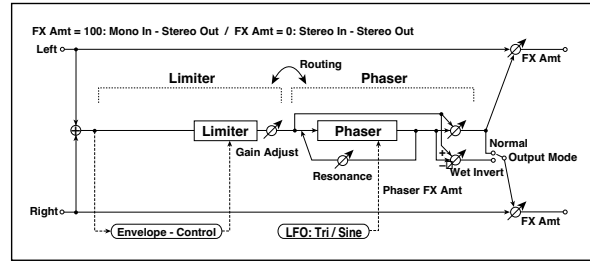 FX Amt = 100: Mono In - Stereo Out / FX Amt = 0: Stereo In - Stereo Out
Left
FX Amt
Routing
Limiter
Phaser
Limiter
Phaser
Gain Adjust
Normal
Output Mode
+
−
Wet Invert
Resonance
Phaser FX Amt
Right
FX Amt
Envelope - Control
LFO: Tri / Sine